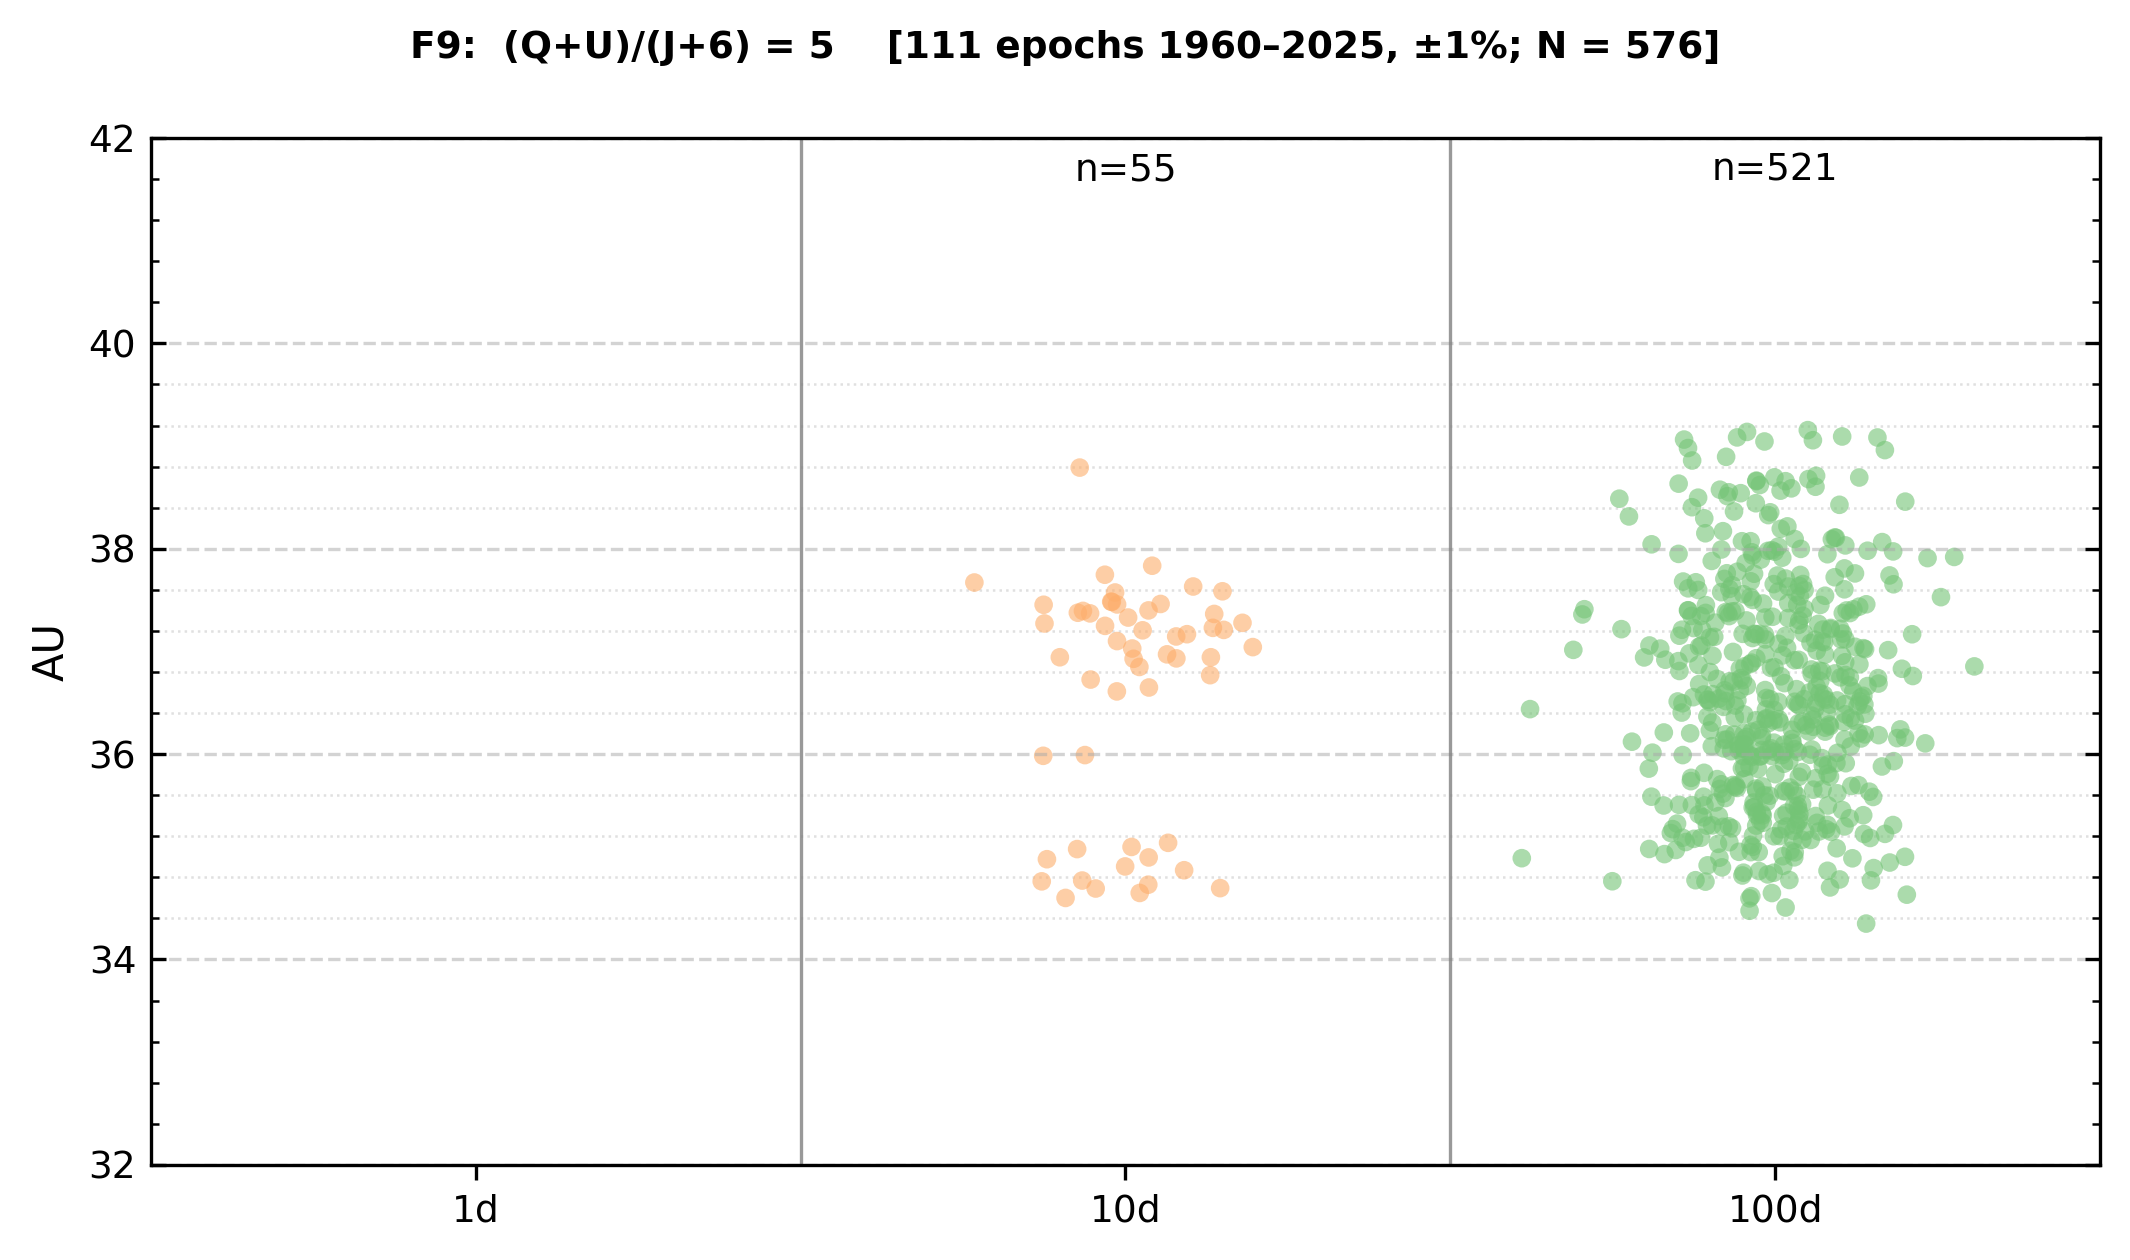 F9:  (Q+U)/(J+6) = 5    [111 epochs 1960–2025, ±1%; N = 576]
n=55
n=521
42
40
38
36
34
32
AU
1d
10d
100d